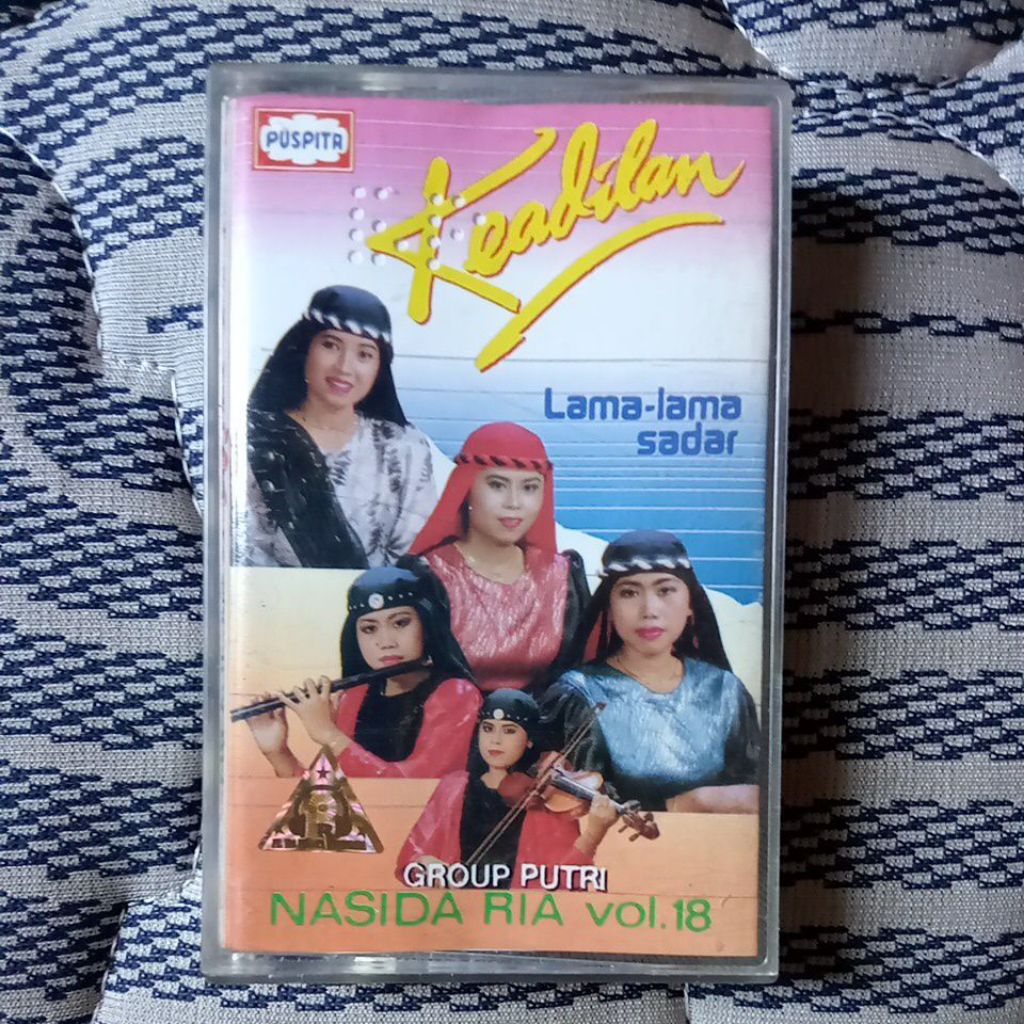 PUSPITA
Keadilan
Lama-lama
sadar
GROUP PUTRI
NASIDA RIA vol.18